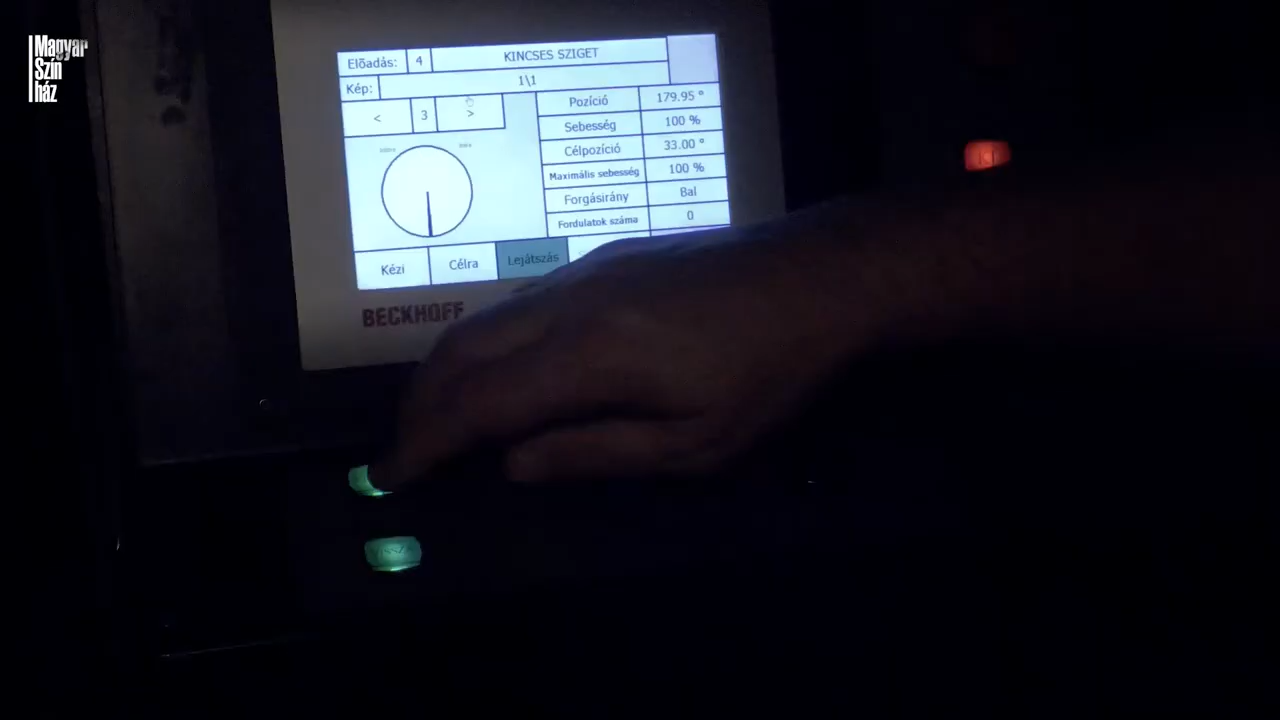 Magyar
Szín
ház
Előadás: 4 KINCSES SZIGET
Kép: 1\1
< 3 >
Pozíció 179.95 °
Sebesség 100 %
Célpozíció 33.00 °
Maximális sebesség 100 %
Forgásirány Bal
Fordulatok száma 0
Kézi Célra Lejátszás
BECKHOFF
KI